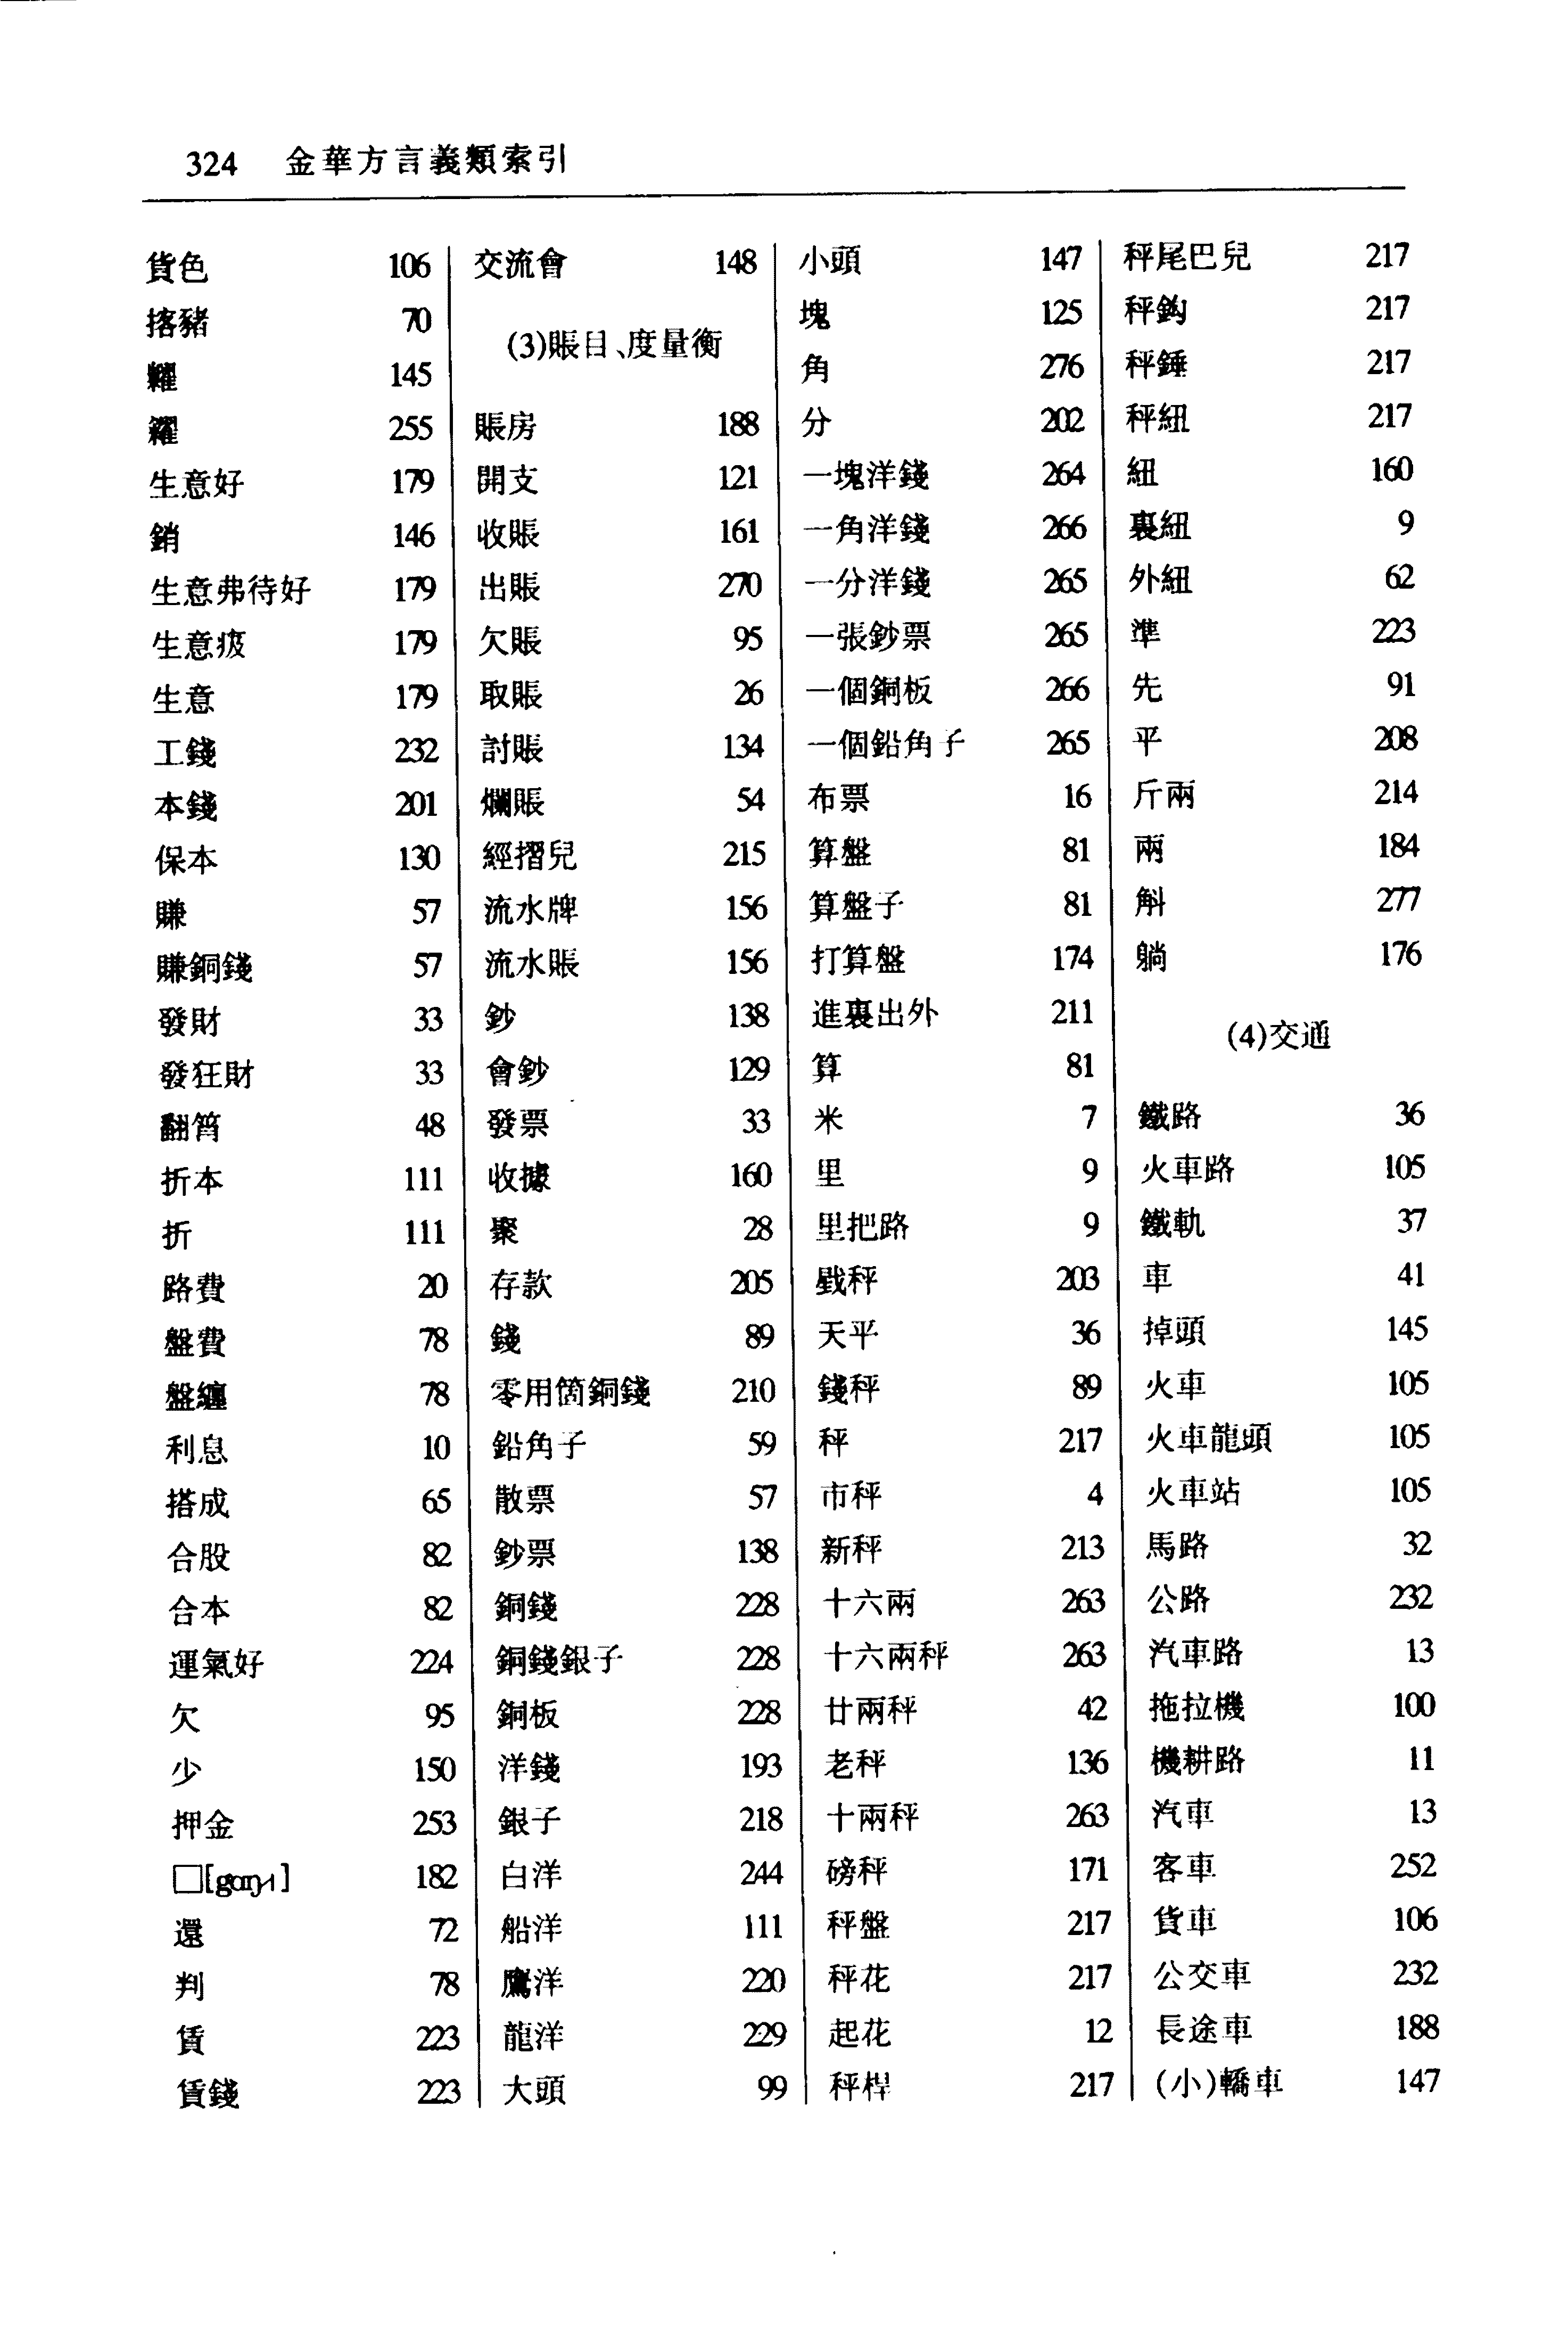 324 金華方言義類索引
貨色 106
揢豬 70
糶 145
糴 255
生意好 179
銷 146
生意弗待好 179
生意疲 179
生意 179
工錢 232
本錢 201
保本 130
賺 57
賺銅錢 57
發財 33
發狂財 33
翻筲 48
折本 111
折 111
路費 20
盤費 78
盤纏 78
利息 10
搭成 65
合股 82
合本 82
運氣好 224
欠 95
少 150
押金 253
□[gɑŋ˧] 182
還 72
判 78
賃 223
賃錢 223
交流會 148
(3)賬目、度量衡
賬房 188
開支 121
收賬 161
出賬 270
欠賬 95
取賬 26
討賬 134
爛賬 54
經摺兒 215
流水牌 156
流水賬 156
鈔 138
會鈔 129
發票 33
收據 160
聚 28
存款 205
錢 89
零用箇銅錢 210
鉛角子 59
散票 57
鈔票 138
銅錢 228
銅錢銀子 228
銅板 228
洋錢 193
銀子 218
白洋 244
船洋 111
鷹洋 220
龍洋 229
大頭 99
小頭 147
塊 125
角 276
分 202
一塊洋錢 264
一角洋錢 266
一分洋錢 265
一張鈔票 265
一個銅板 266
一個鉛角子 265
布票 16
算盤 81
算盤子 81
打算盤 174
進裏出外 211
算 81
米 7
里 9
里把路 9
戥秤 203
天平 36
錢秤 89
秤 217
市秤 4
新秤 213
十六兩 263
十六兩秤 263
廿兩秤 42
老秤 136
十兩秤 263
磅秤 171
秤盤 217
秤花 217
起花 12
秤桿 217
秤尾巴兒 217
秤鈎 217
秤錘 217
秤紐 217
紐 160
裏紐 9
外紐 62
準 223
先 91
平 208
斤兩 214
兩 184
斛 277
躺 176
(4)交通
鐵路 36
火車路 105
鐵軌 37
車 41
掉頭 145
火車 105
火車龍頭 105
火車站 105
馬路 32
公路 232
汽車路 13
拖拉機 100
機耕路 11
汽車 13
客車 252
貨車 106
公交車 232
長途車 188
(小)轎車 147